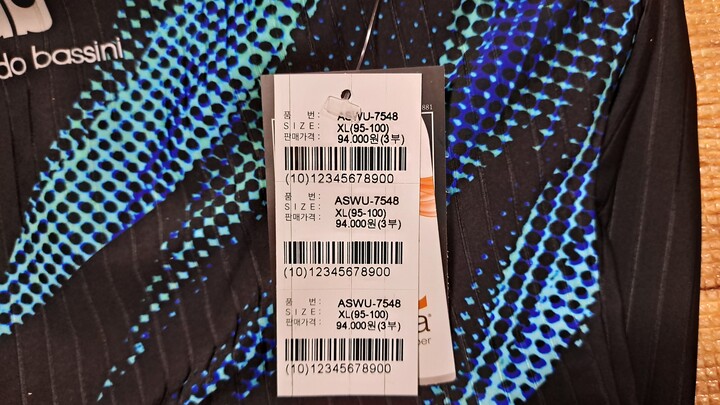 do bassini
881
품 번: ASWU-7548
SIZE: XL(95-100)
판매가격: 94.000원(3부)
(10)12345678900
품 번: ASWU-7548
SIZE: XL(95-100)
판매가격: 94.000원(3부)
(10)12345678900
품 번: ASWU-7548
SIZE: XL(95-100)
판매가격: 94.000원(3부)
(10)12345678900
a
per